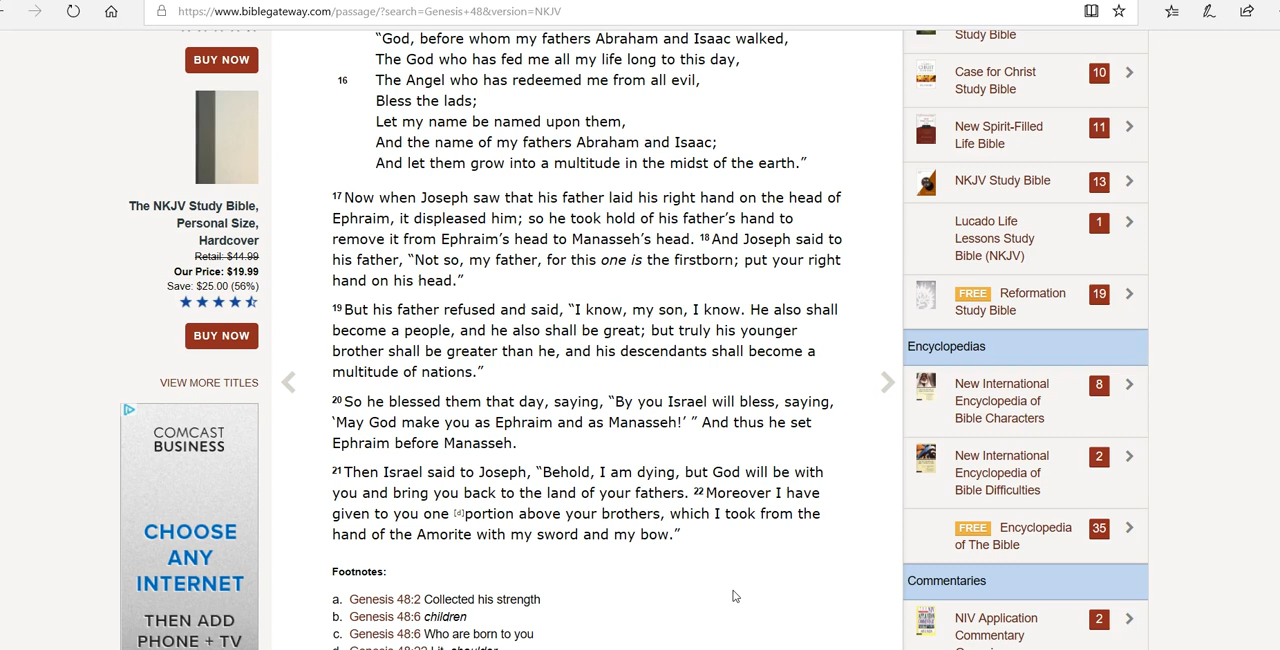 https://www.biblegateway.com/passage/?search=Genesis+48&version=NKJV
BUY NOW
The NKJV Study Bible,
Personal Size,
Hardcover
Retail: $44.99
Our Price: $19.99
Save: $25.00 (56%)
BUY NOW
VIEW MORE TITLES
COMCAST
BUSINESS
CHOOSE
ANY
INTERNET
THEN ADD
PHONE + TV
“God, before whom my fathers Abraham and Isaac walked,
The God who has fed me all my life long to this day,
16 The Angel who has redeemed me from all evil,
Bless the lads;
Let my name be named upon them,
And the name of my fathers Abraham and Isaac;
And let them grow into a multitude in the midst of the earth.”
17 Now when Joseph saw that his father laid his right hand on the head of
Ephraim, it displeased him; so he took hold of his father’s hand to
remove it from Ephraim’s head to Manasseh’s head. 18 And Joseph said to
his father, “Not so, my father, for this one is the firstborn; put your right
hand on his head.”
19 But his father refused and said, “I know, my son, I know. He also shall
become a people, and he also shall be great; but truly his younger
brother shall be greater than he, and his descendants shall become a
multitude of nations.”
20 So he blessed them that day, saying, “By you Israel will bless, saying,
‘May God make you as Ephraim and as Manasseh!’ ” And thus he set
Ephraim before Manasseh.
21 Then Israel said to Joseph, “Behold, I am dying, but God will be with
you and bring you back to the land of your fathers. 22 Moreover I have
given to you one [d]portion above your brothers, which I took from the
hand of the Amorite with my sword and my bow.”
Footnotes:
a. Genesis 48:2 Collected his strength
b. Genesis 48:6 children
c. Genesis 48:6 Who are born to you
Study Bible
Case for Christ 10
Study Bible
New Spirit-Filled 11
Life Bible
NKJV Study Bible 13
Lucado Life 1
Lessons Study
Bible (NKJV)
FREE Reformation 19
Study Bible
Encyclopedias
New International 8
Encyclopedia of
Bible Characters
New International 2
Encyclopedia of
Bible Difficulties
FREE Encyclopedia 35
of The Bible
Commentaries
NIV Application 2
Commentary